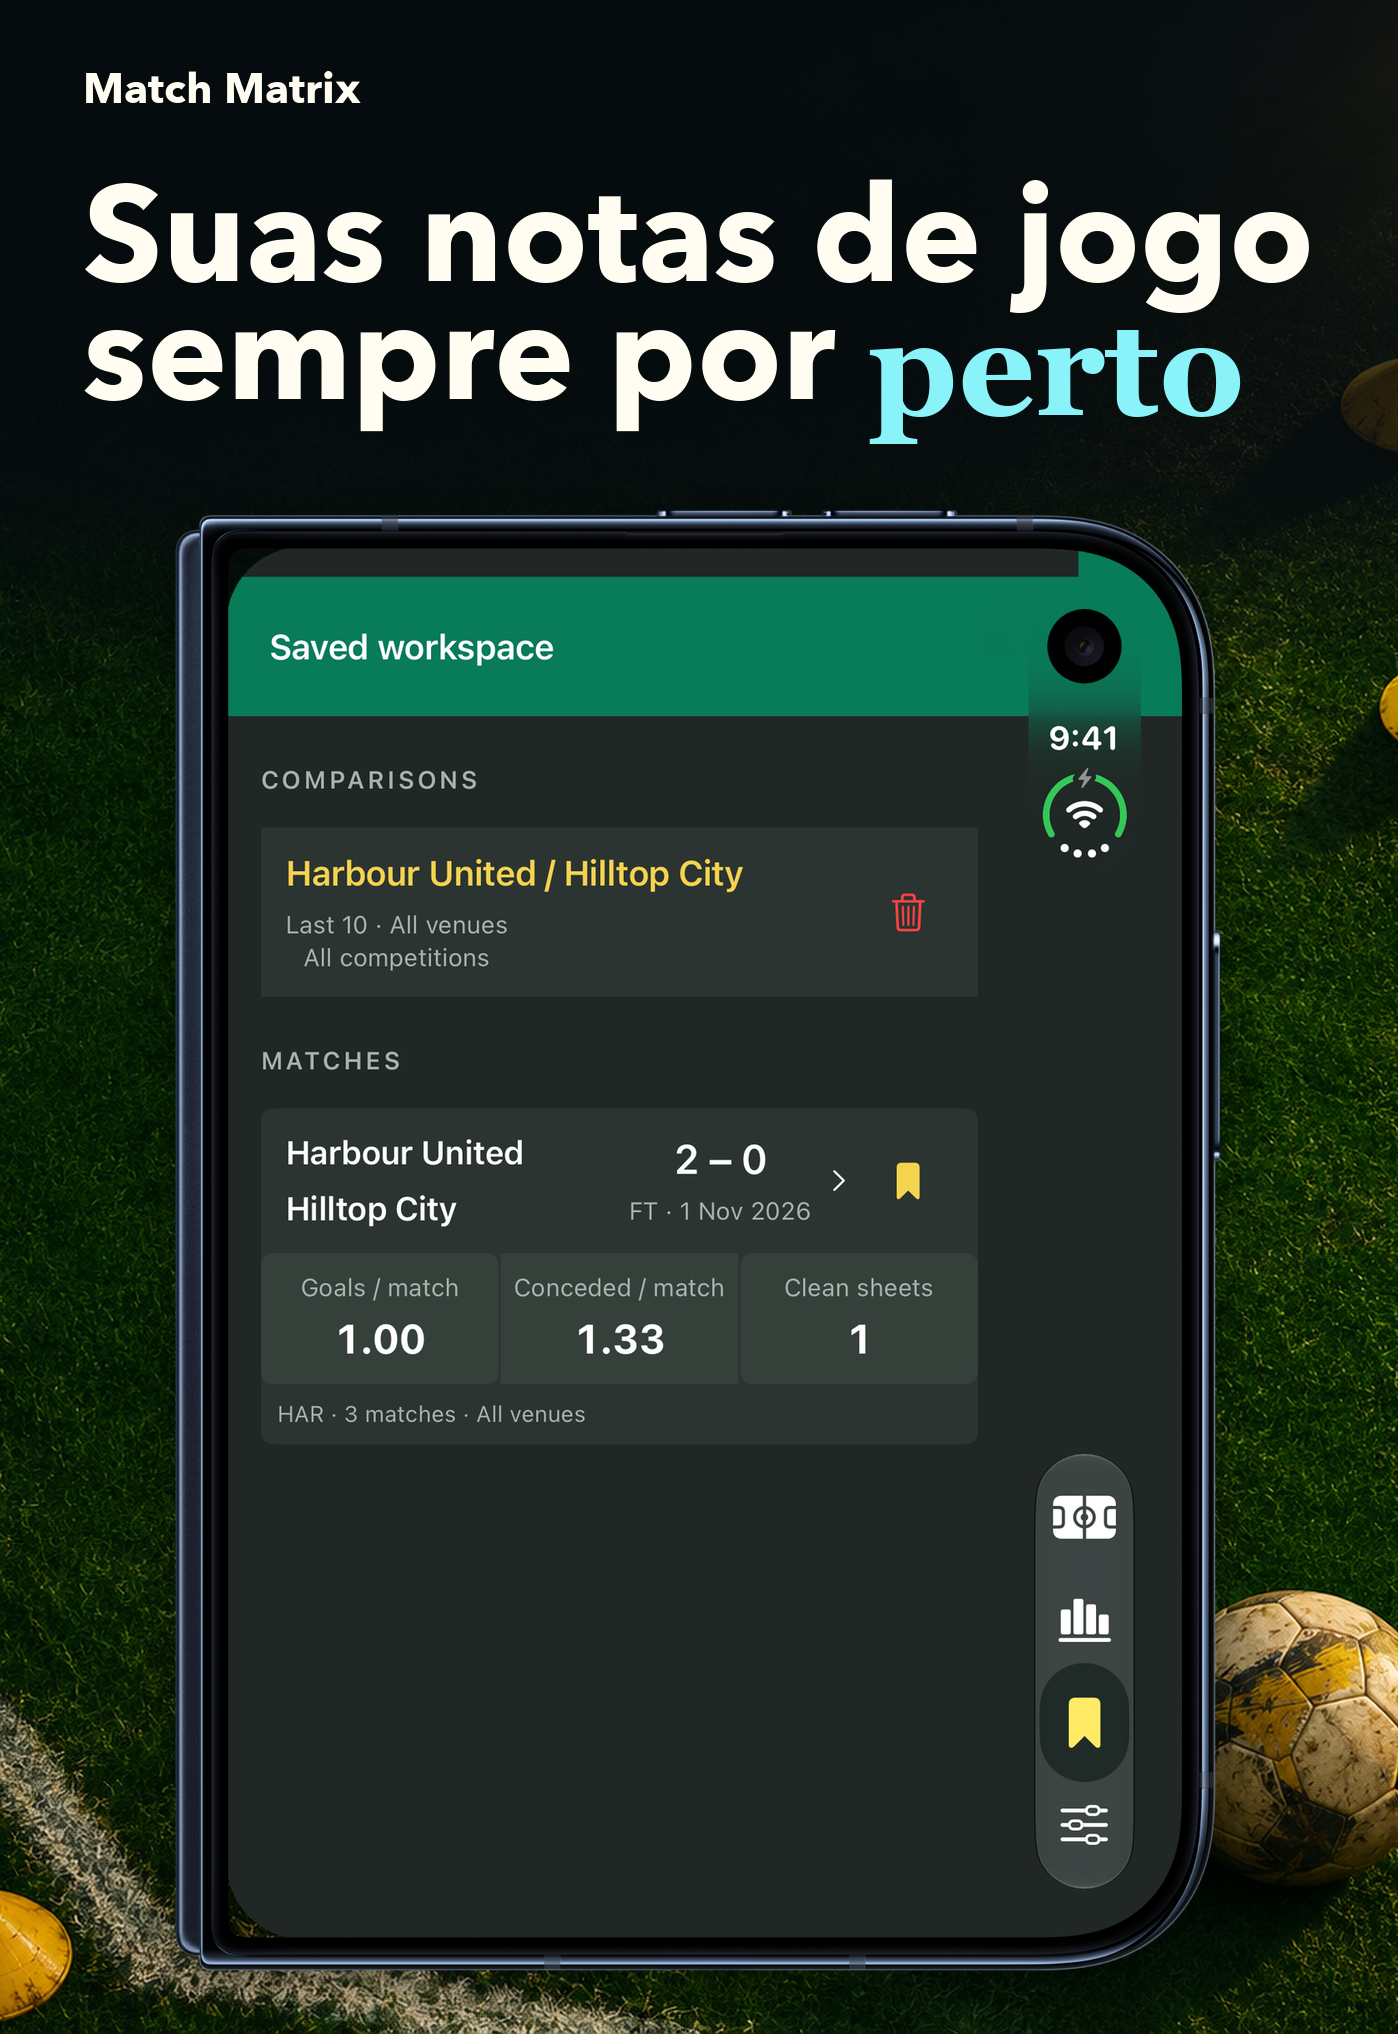 Match Matrix
Suas notas de jogo
sempre por perto
Saved workspace
9:41
COMPARISONS
Harbour United / Hilltop City
Last 10 · All venues
All competitions
MATCHES
Harbour United
2 – 0
Hilltop City
FT · 1 Nov 2026
Goals / match
1.00
Conceded / match
1.33
Clean sheets
1
HAR · 3 matches · All venues